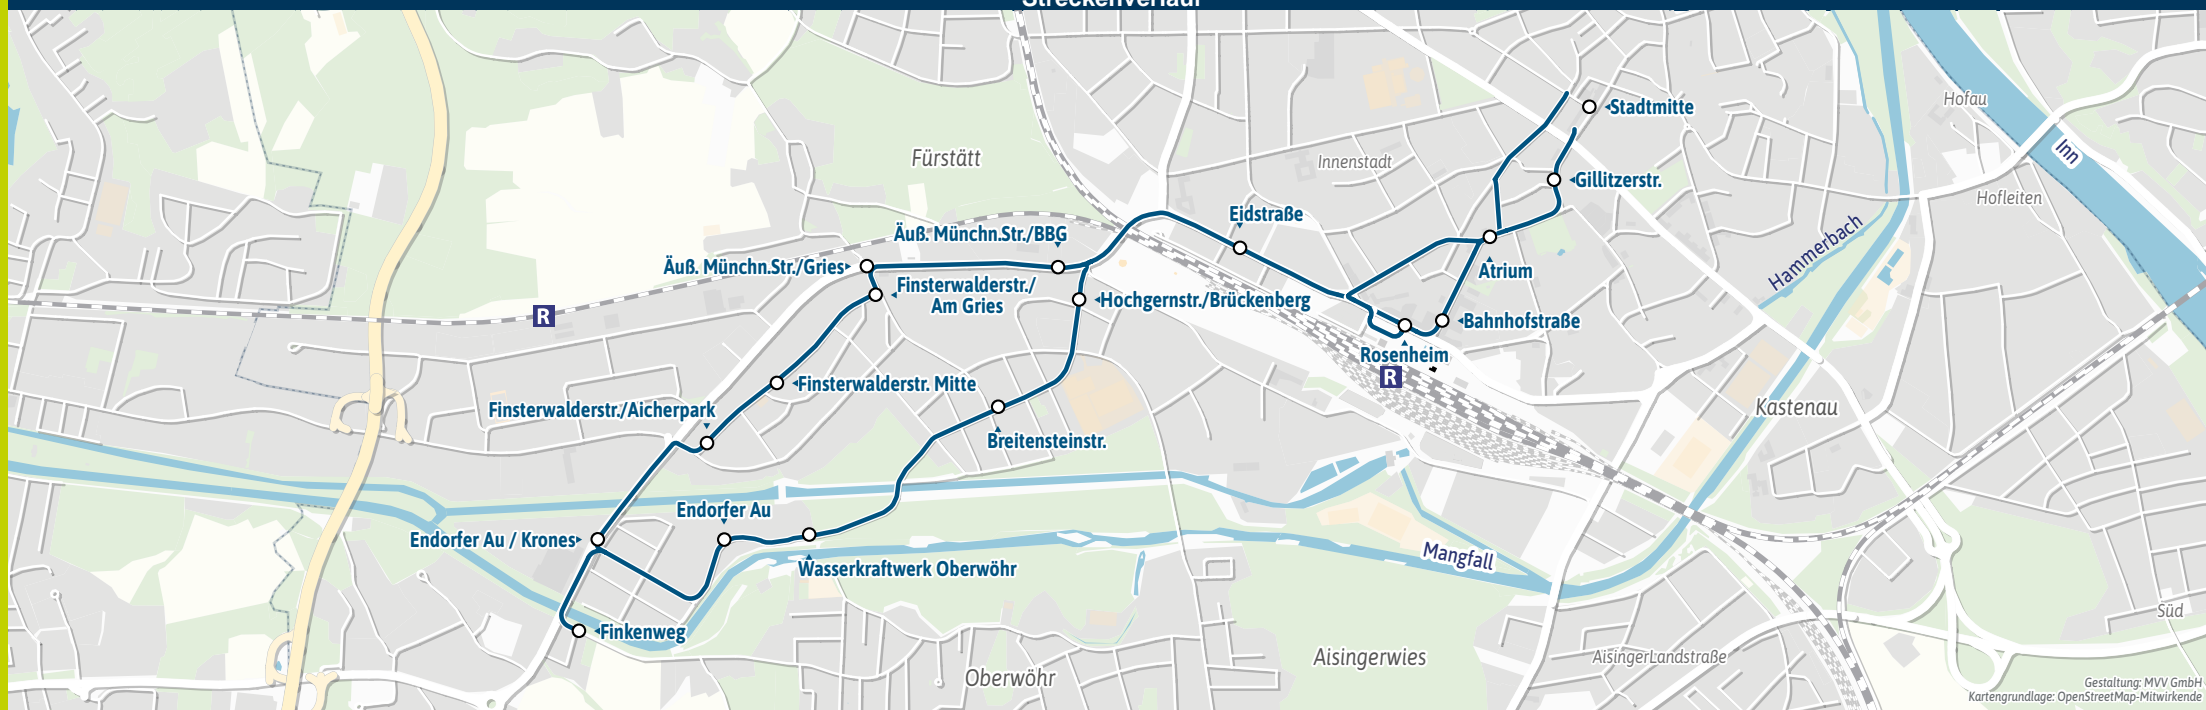 Streckenverlauf
Hofau
Stadtmitte
Inn
Fürstätt
Innenstadt
Gillitzerstr.
Hofleiten
Eidstraße
Äuß. Münchn.Str./BBG
Hammerbach
Äuß. Münchn.Str./Gries
Atrium
Finsterwalderstr./
Am Gries
Hochgernstr./Brückenberg
R
Bahnhofstraße
Rosenheim
R
Finsterwalderstr. Mitte
Finsterwalderstr./Aicherpark
Kastenau
Breitensteinstr.
Endorfer Au
Endorfer Au / Krones
Mangfall
Wasserkraftwerk Oberwöhr
Süd
Finkenweg
Aisingerwies
AisingerLandstraße
Oberwöhr
Gestaltung: MVV GmbH
Kartengrundlage: OpenStreetMap-Mitwirkende